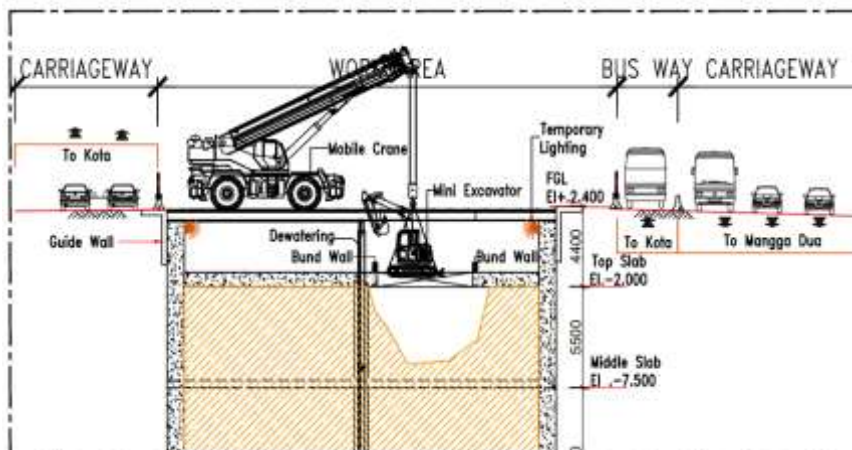 CARRIAGEWAY
WORK AREA
BUS WAY
CARRIAGEWAY
To Kota
Mobile Crane
Temporary
Lighting
FGL
El+.2.400
Mini Excavator
Guide Wall
Dewatering
Bund Wall
Bund Wall
4400
To Kota
To Mangga Dua
Top Slab
El.-2.000
5500
Middle Slab
El .-7.500